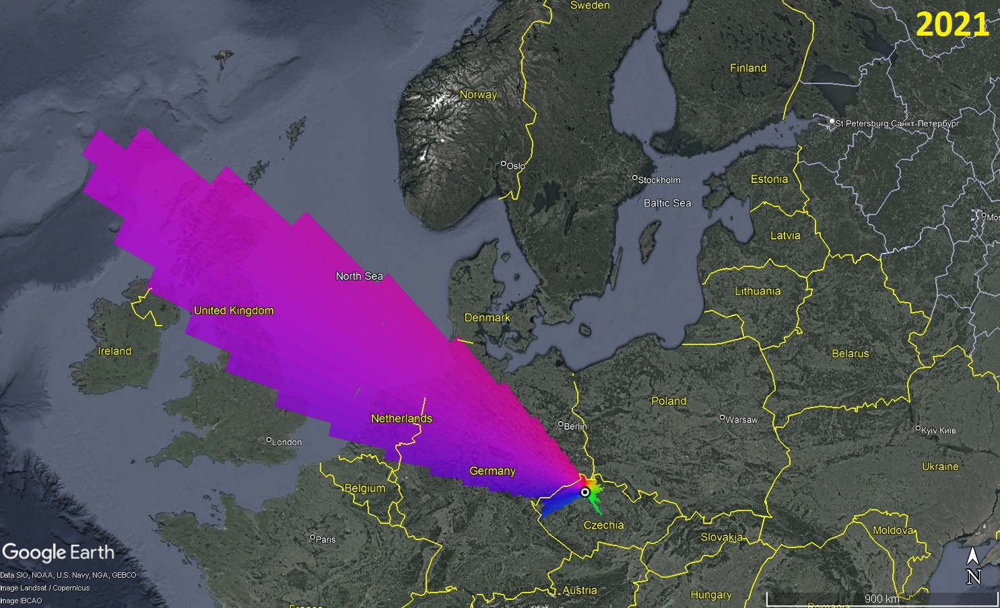 Sweden
2021
Finland
Norway
St Petersburg Санкт-Петербург
Oslo
Stockholm
Estonia
Baltic Sea
Mos
Latvia
North Sea
Lithuania
United Kingdom
Denmark
Ireland
Belarus
Poland
Netherlands
Warsaw
Berlin
Kyiv Київ
London
Ukraine
Germany
Belgium
Czechia
Moldova
Paris
Slovakia
Google Earth
Data SIO, NOAA, U.S. Navy, NGA, GEBCO
N
Image Landsat / Copernicus
Austria
Hungary
900 km
Image IBCAO
France
Romania